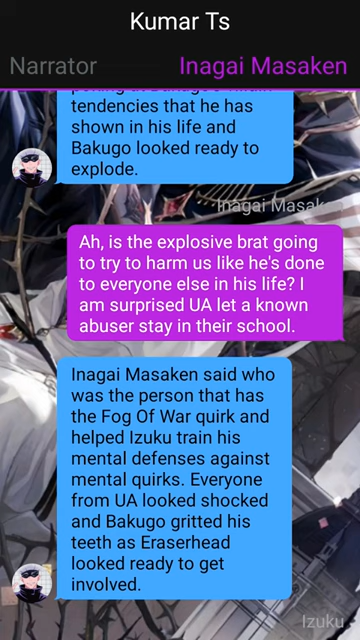 Kumar Ts
Narrator
Inagai Masaken
tendencies that he has
shown in his life and
Bakugo looked ready to
explode.
Inagai Masaken
Ah, is the explosive brat going
to try to harm us like he's done
to everyone else in his life? I
am surprised UA let a known
abuser stay in their school.
Inagai Masaken said who
was the person that has
the Fog Of War quirk and
helped Izuku train his
mental defenses against
mental quirks. Everyone
from UA looked shocked
and Bakugo gritted his
teeth as Eraserhead
looked ready to get
involved.
Izuku